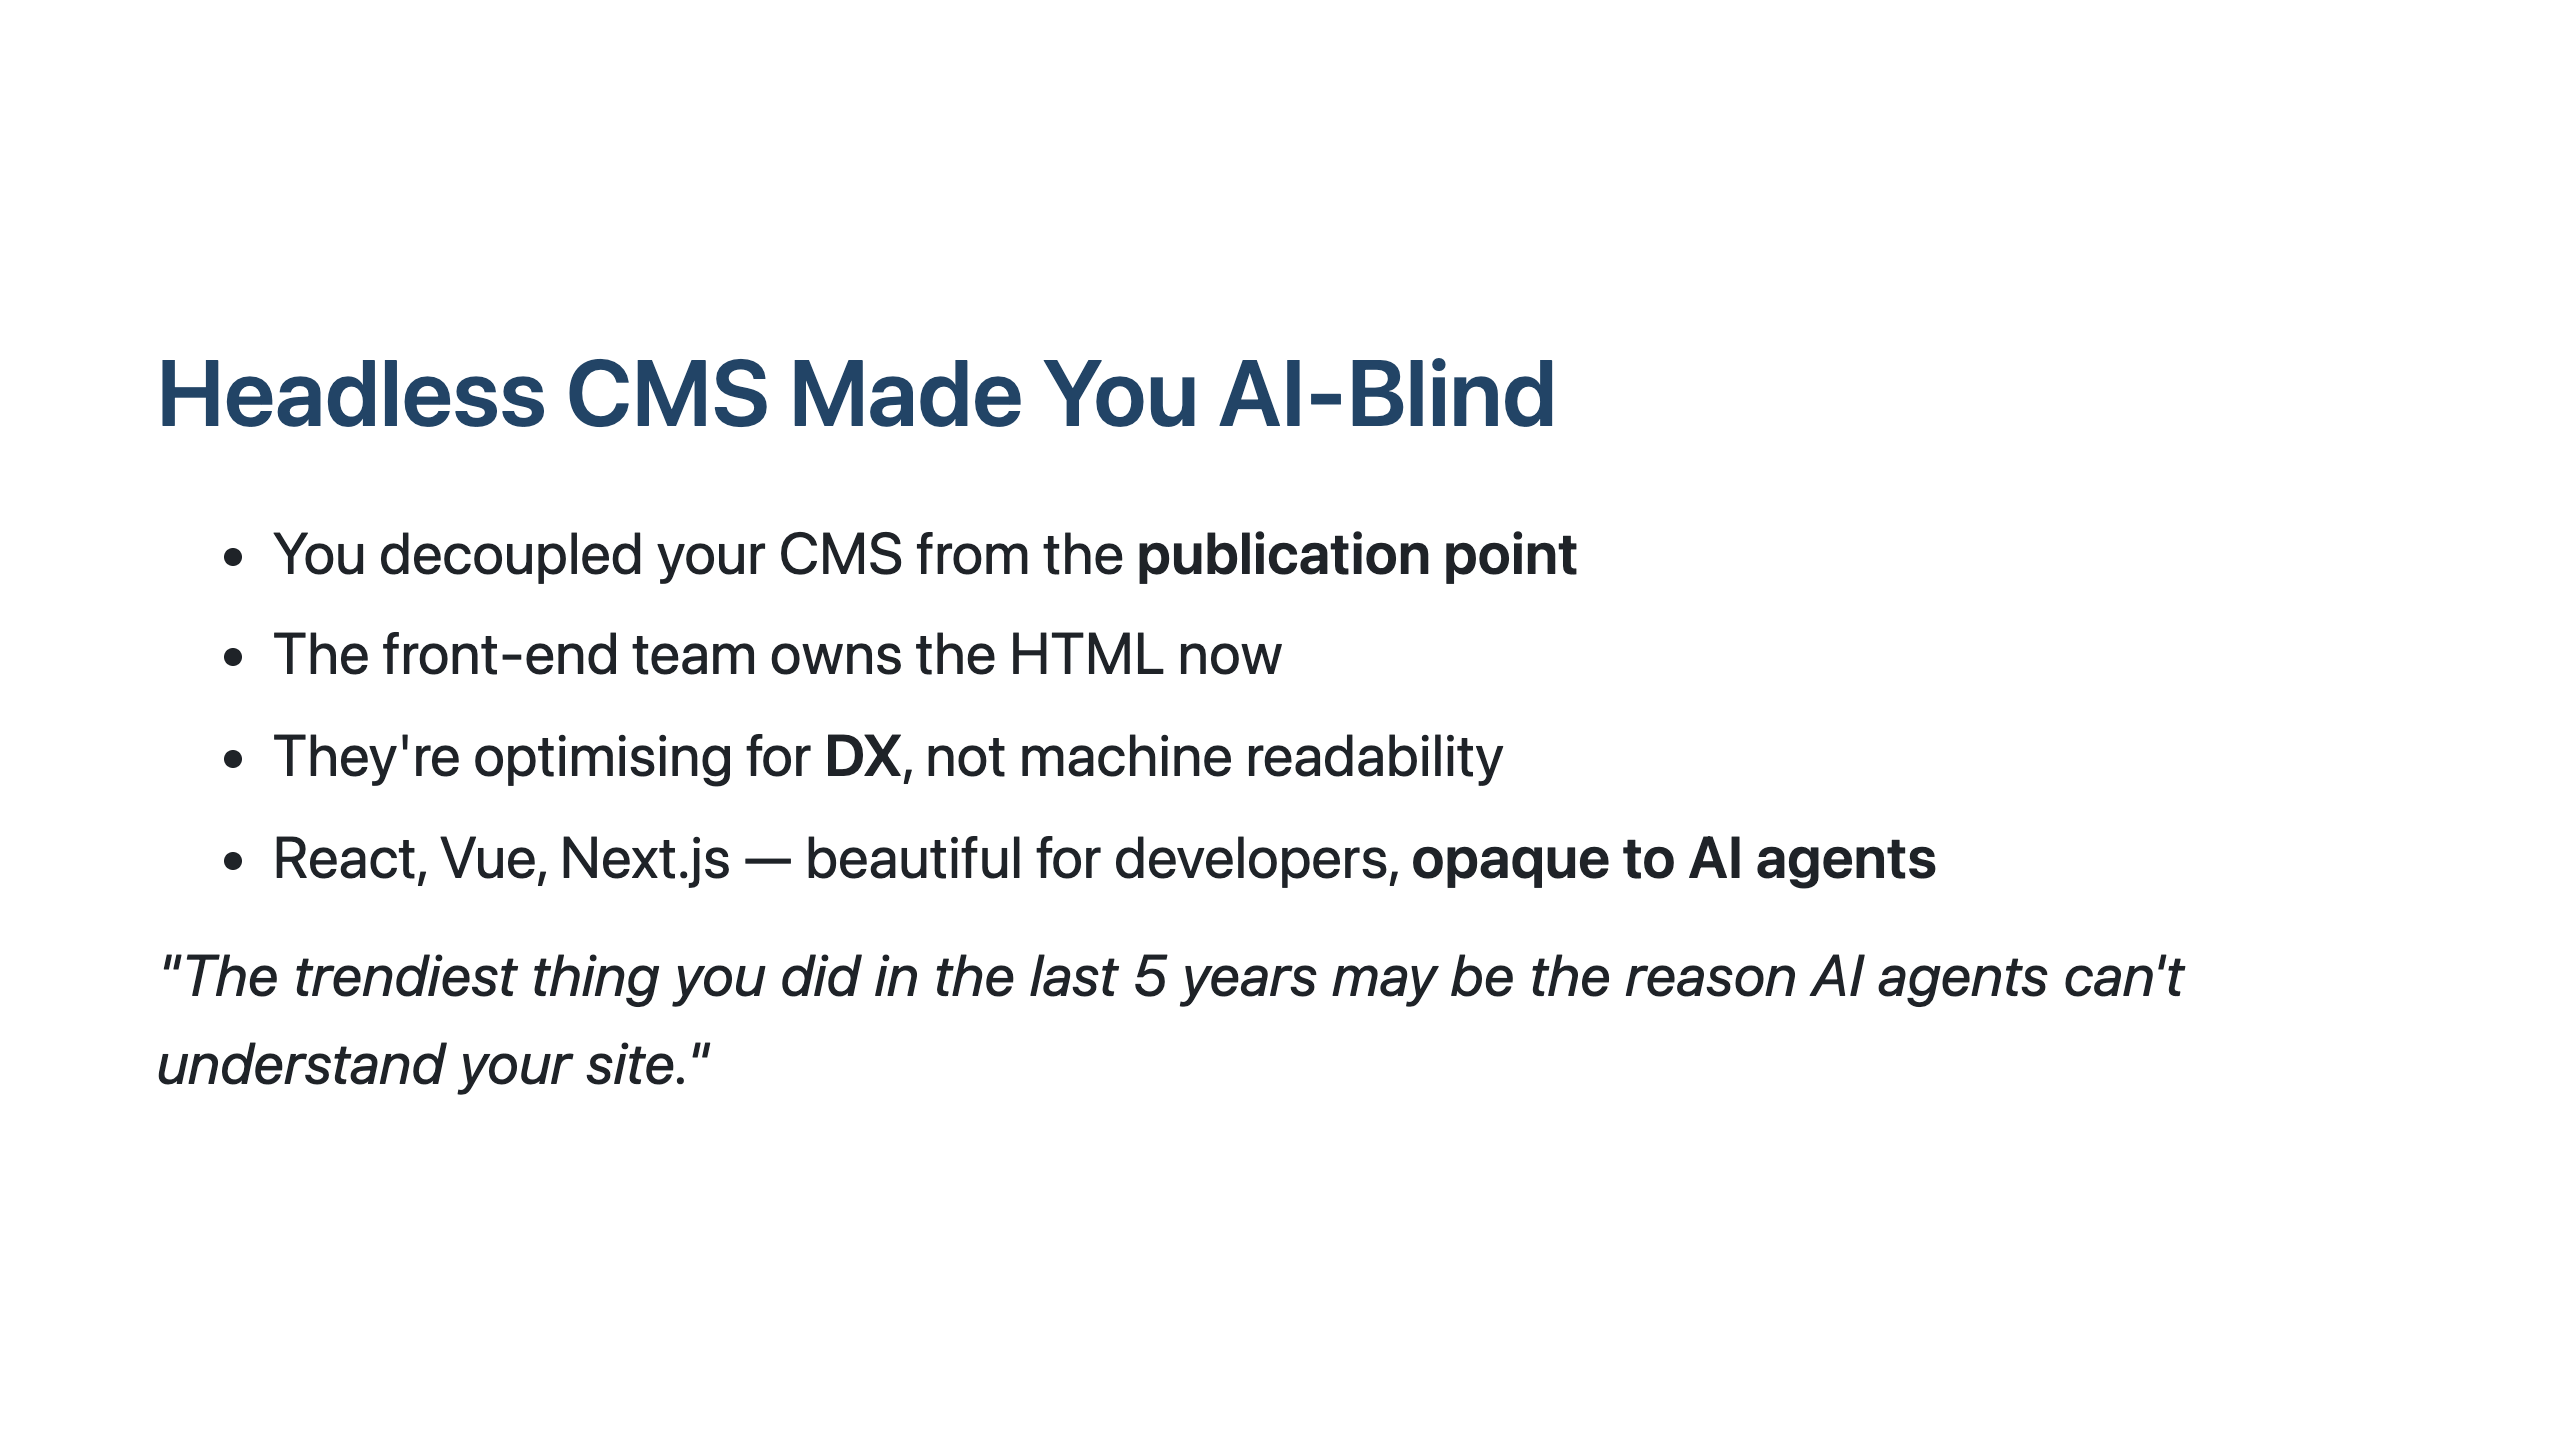 Headless CMS Made You AI-Blind
• You decoupled your CMS from the publication point
• The front-end team owns the HTML now
• They're optimising for DX, not machine readability
• React, Vue, Next.js — beautiful for developers, opaque to AI agents
"The trendiest thing you did in the last 5 years may be the reason AI agents can't
understand your site."